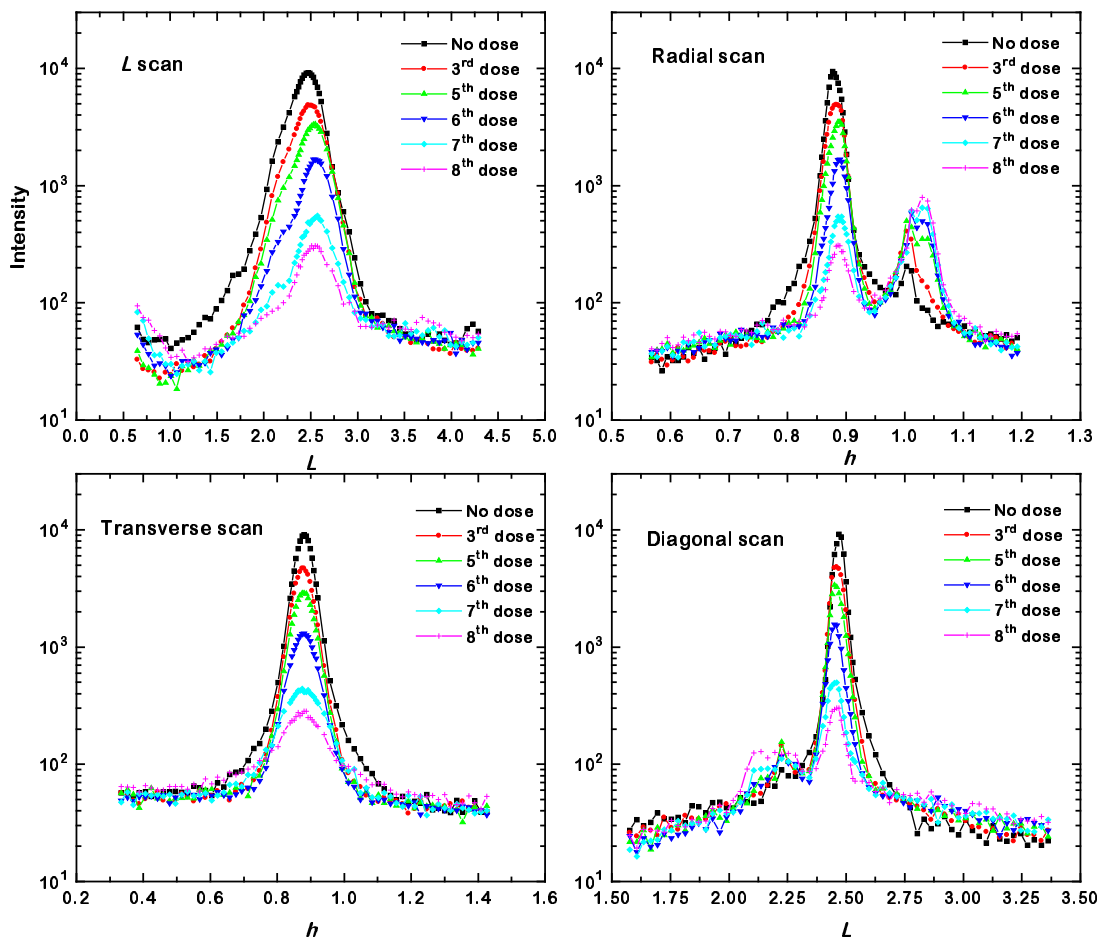 L scan
No dose
3rd dose
5th dose
6th dose
7th dose
8th dose
Intensity
10^4
10^3
10^2
10^1
0.0 0.5 1.0 1.5 2.0 2.5 3.0 3.5 4.0 4.5 5.0
L
Radial scan
No dose
3rd dose
5th dose
6th dose
7th dose
8th dose
10^4
10^3
10^2
10^1
0.5 0.6 0.7 0.8 0.9 1.0 1.1 1.2 1.3
h
Transverse scan
No dose
3rd dose
5th dose
6th dose
7th dose
8th dose
10^4
10^3
10^2
10^1
0.2 0.4 0.6 0.8 1.0 1.2 1.4 1.6
h
Diagonal scan
No dose
3rd dose
5th dose
6th dose
7th dose
8th dose
10^4
10^3
10^2
10^1
1.50 1.75 2.00 2.25 2.50 2.75 3.00 3.25 3.50
L